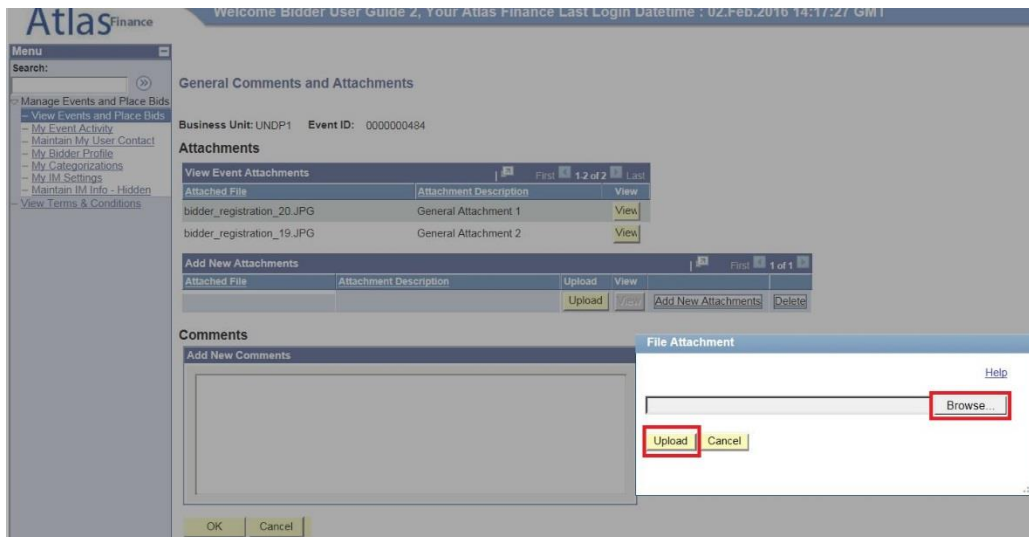 Atlas Finance
Welcome Bidder User Guide 2, Your Atlas Finance Last Login Datetime : 02.Feb.2016 14:17:27 GMT
Menu
Search:
Manage Events and Place Bids
– View Events and Place Bids
– My Event Activity
– Maintain My User Contact
– My Bidder Profile
– My Categorizations
– My IM Settings
– Maintain IM Info - Hidden
– View Terms & Conditions
General Comments and Attachments
Business Unit: UNDP1 Event ID: 0000000484
Attachments
View Event Attachments | First 1-2 of 2 Last
Attached File Attachment Description View
bidder_registration_20.JPG General Attachment 1 View
bidder_registration_19.JPG General Attachment 2 View
Add New Attachments | First 1 of 1
Attached File Attachment Description Upload View
Upload View Add New Attachments Delete
Comments
Add New Comments
OK Cancel
File Attachment
Help
Browse...
Upload Cancel